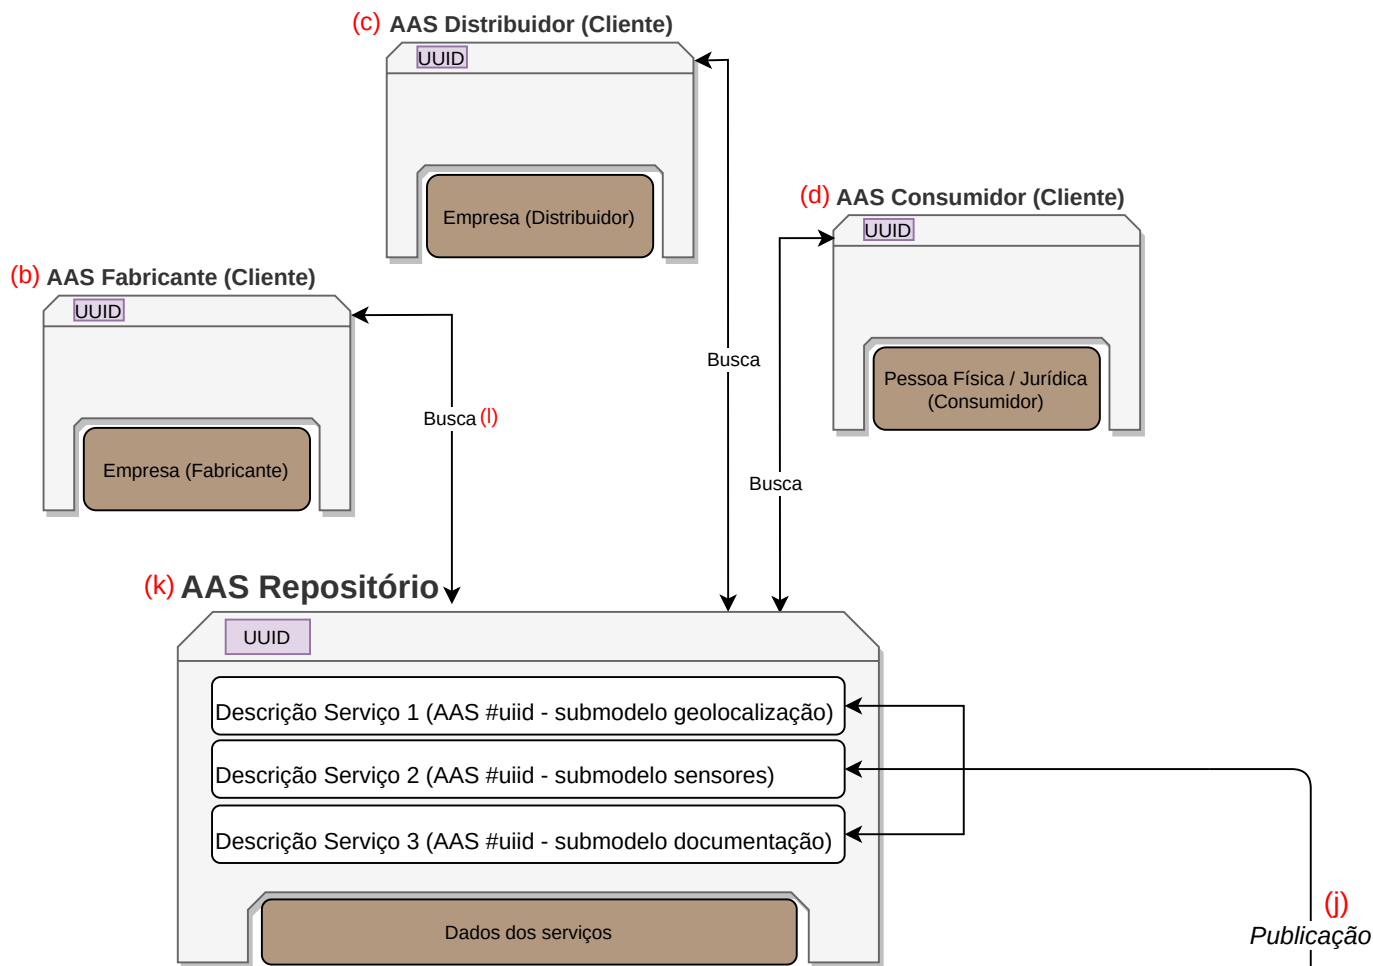 (c) AAS Distribuidor (Cliente)
UUID
Empresa (Distribuidor)
(d) AAS Consumidor (Cliente)
UUID
Pessoa Física / Jurídica
(Consumidor)
(b) AAS Fabricante (Cliente)
UUID
Empresa (Fabricante)
Busca
Busca (l)
Busca
(k) AAS Repositório
UUID
Descrição Serviço 1 (AAS #uiid - submodelo geolocalização)
Descrição Serviço 2 (AAS #uiid - submodelo sensores)
Descrição Serviço 3 (AAS #uiid - submodelo documentação)
Dados dos serviços
(j)
Publicação